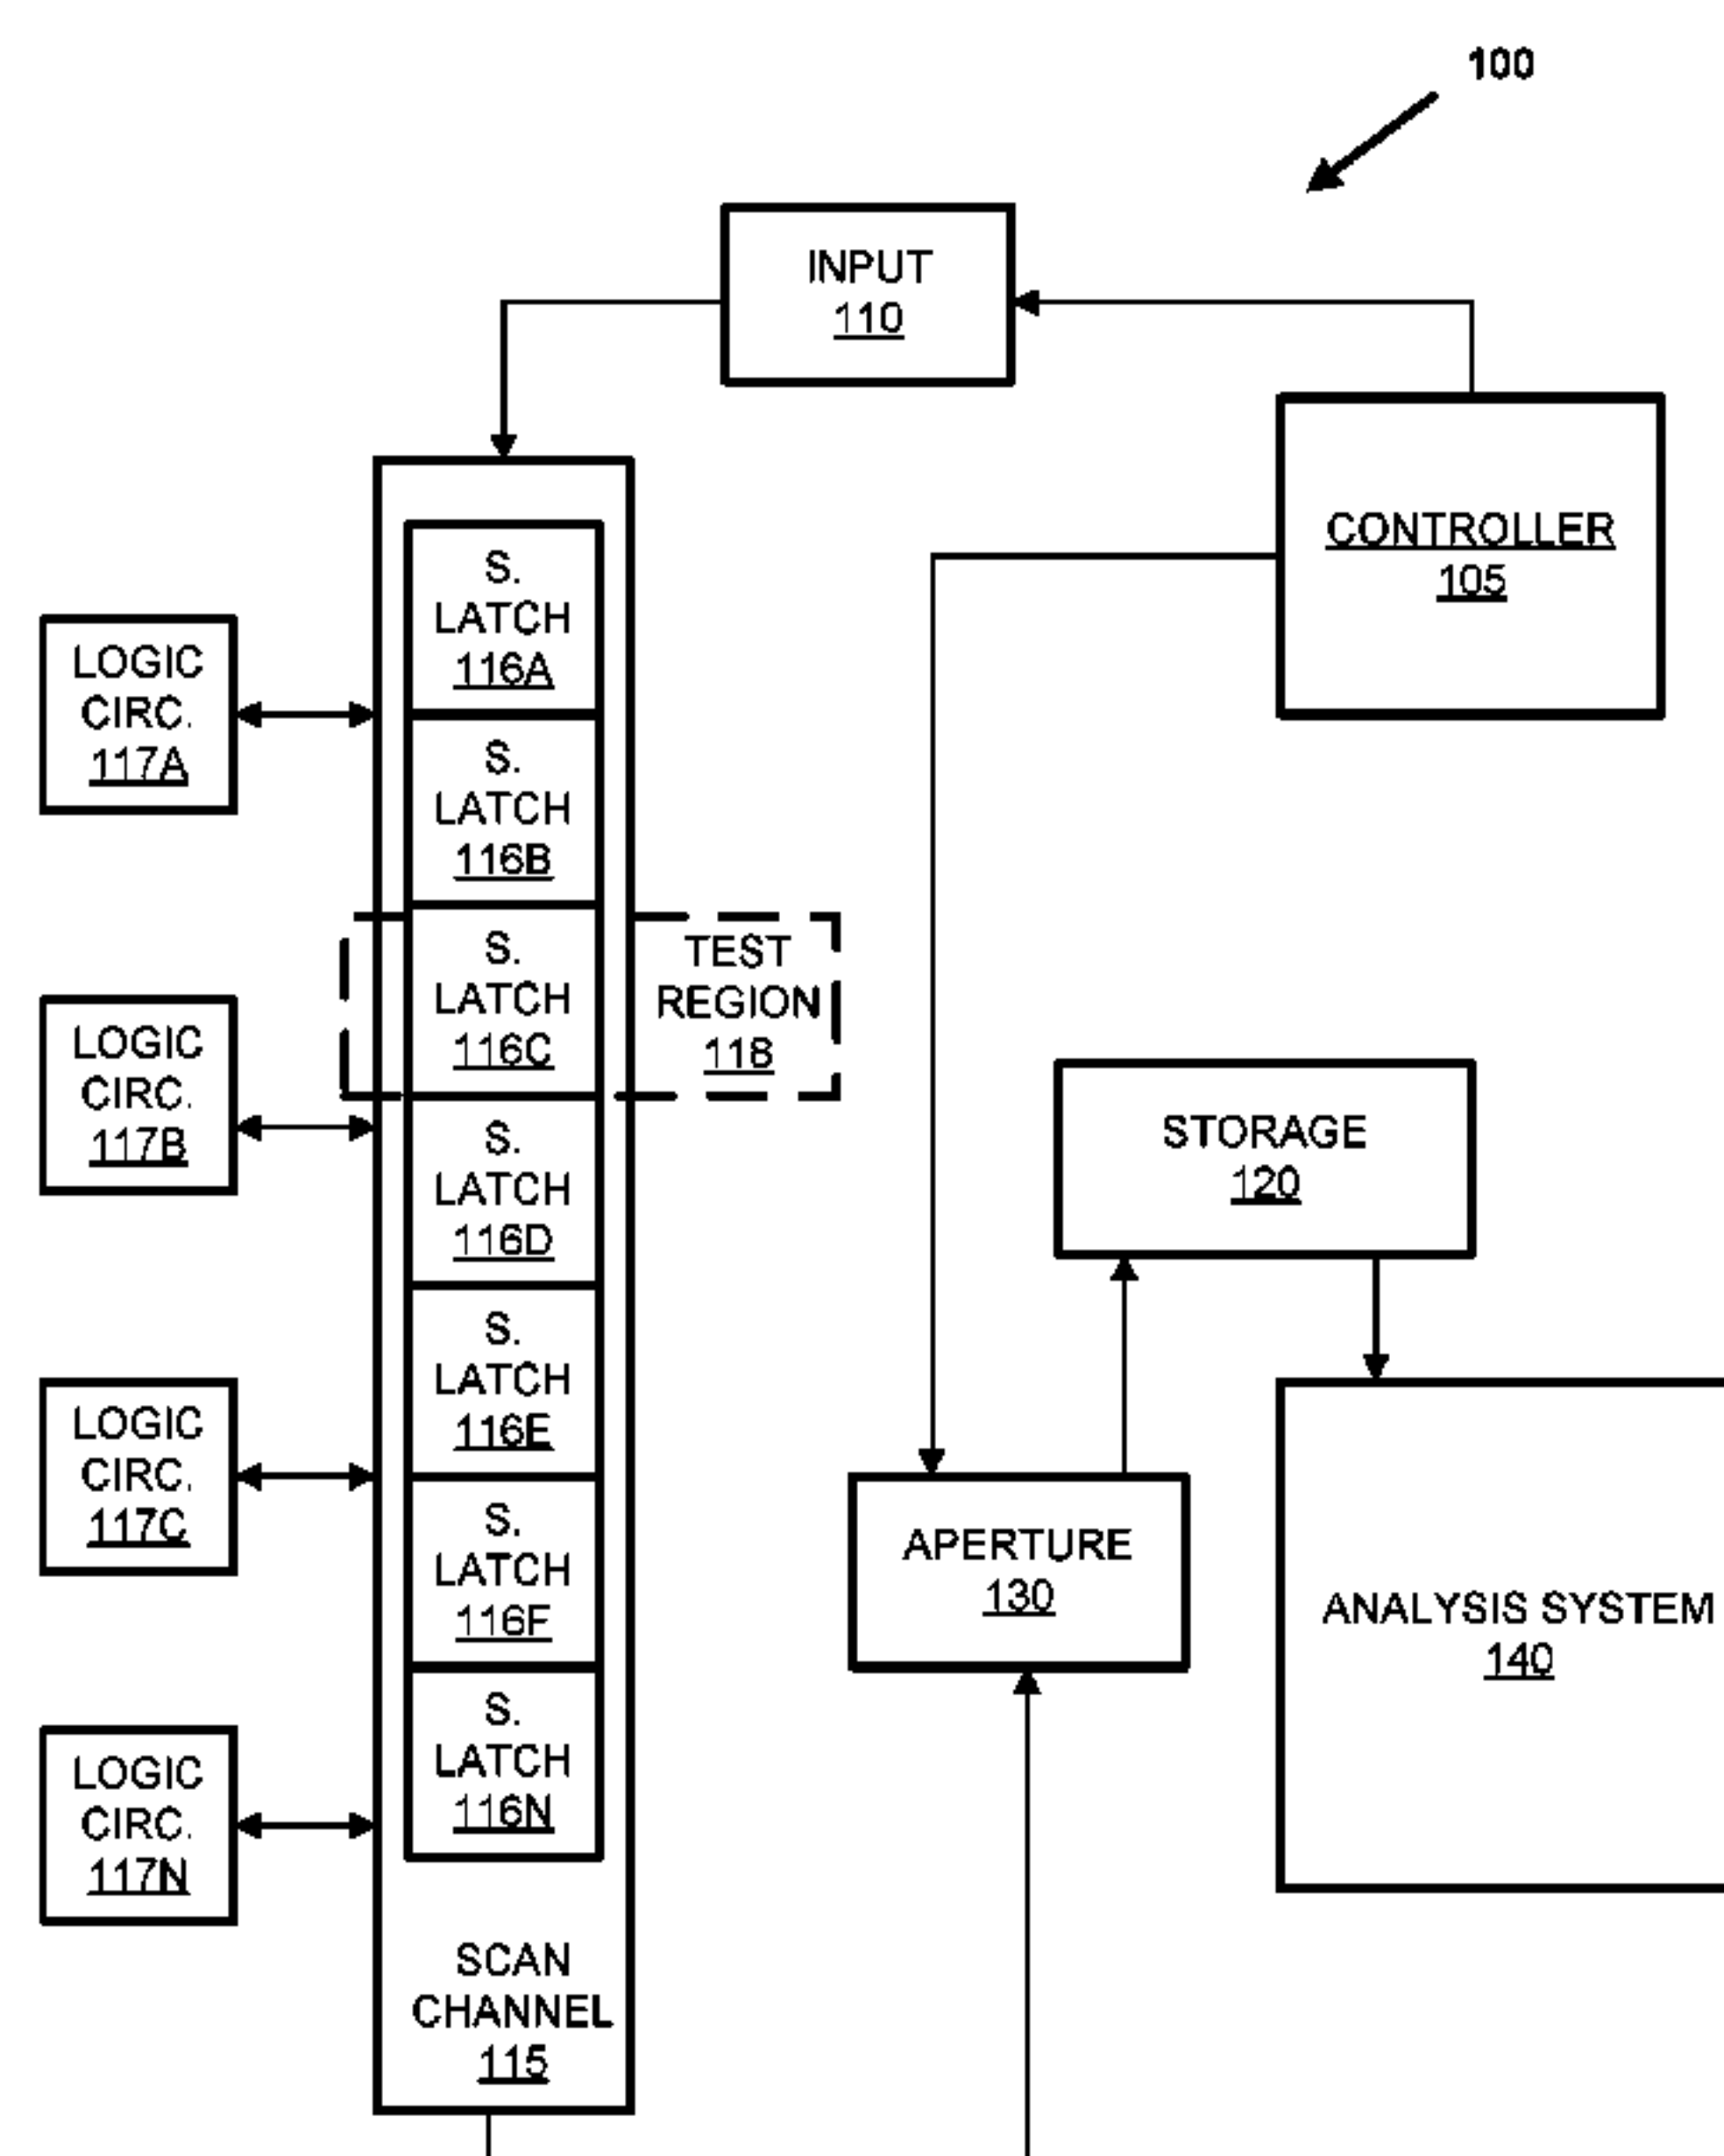 100
INPUT
110
CONTROLLER
105
S.
LATCH
116A
S.
LATCH
116B
S.
LATCH
116C
S.
LATCH
116D
S.
LATCH
116E
S.
LATCH
116F
S.
LATCH
116N
SCAN
CHANNEL
115
LOGIC
CIRC.
117A
LOGIC
CIRC.
117B
LOGIC
CIRC.
117C
LOGIC
CIRC.
117N
TEST
REGION
118
STORAGE
120
APERTURE
130
ANALYSIS SYSTEM
140